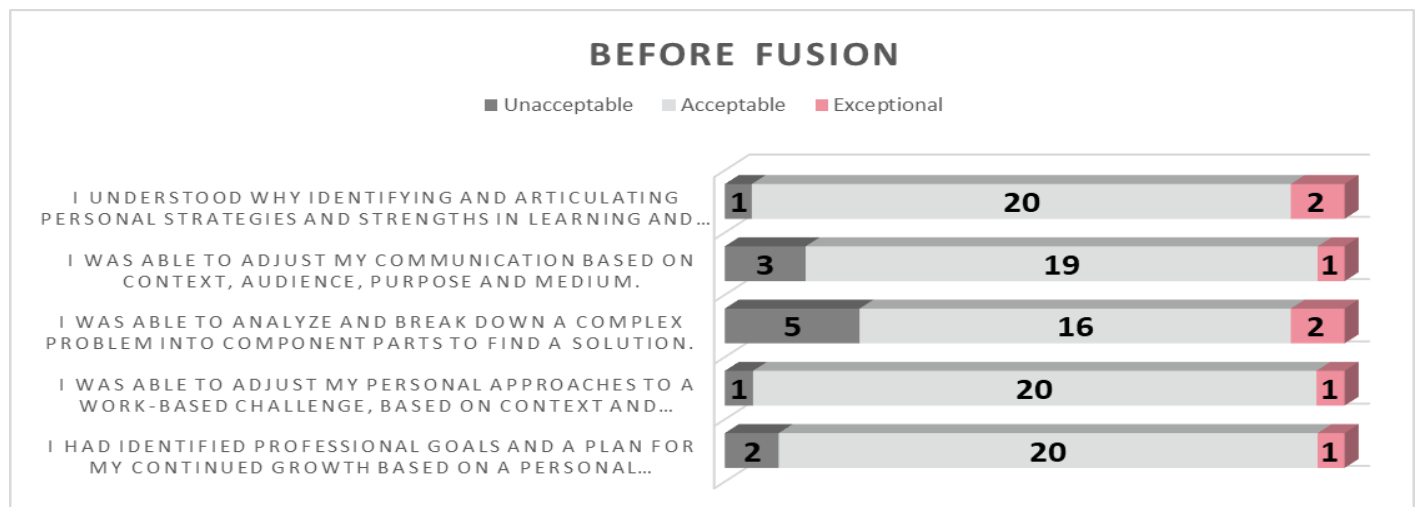 BEFORE FUSION
Unacceptable Acceptable Exceptional
I UNDERSTOOD WHY IDENTIFYING AND ARTICULATING
PERSONAL STRATEGIES AND STRENGTHS IN LEARNING AND...
1 20 2
I WAS ABLE TO ADJUST MY COMMUNICATION BASED ON
CONTEXT, AUDIENCE, PURPOSE AND MEDIUM.
3 19 1
I WAS ABLE TO ANALYZE AND BREAK DOWN A COMPLEX
PROBLEM INTO COMPONENT PARTS TO FIND A SOLUTION.
5 16 2
I WAS ABLE TO ADJUST MY PERSONAL APPROACHES TO A
WORK-BASED CHALLENGE, BASED ON CONTEXT AND...
1 20 1
I HAD IDENTIFIED PROFESSIONAL GOALS AND A PLAN FOR
MY CONTINUED GROWTH BASED ON A PERSONAL...
2 20 1